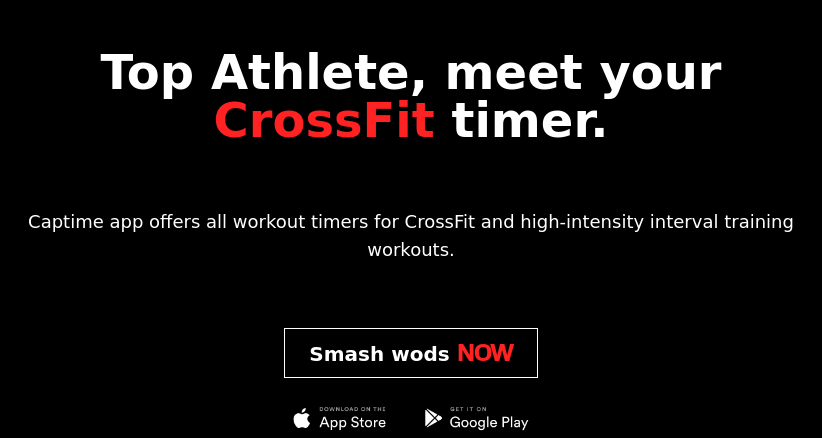 Top Athlete, meet your
CrossFit timer.
Captime app offers all workout timers for CrossFit and high-intensity interval training
workouts.
Smash wods NOW
DOWNLOAD ON THE
App Store
GET IT ON
Google Play